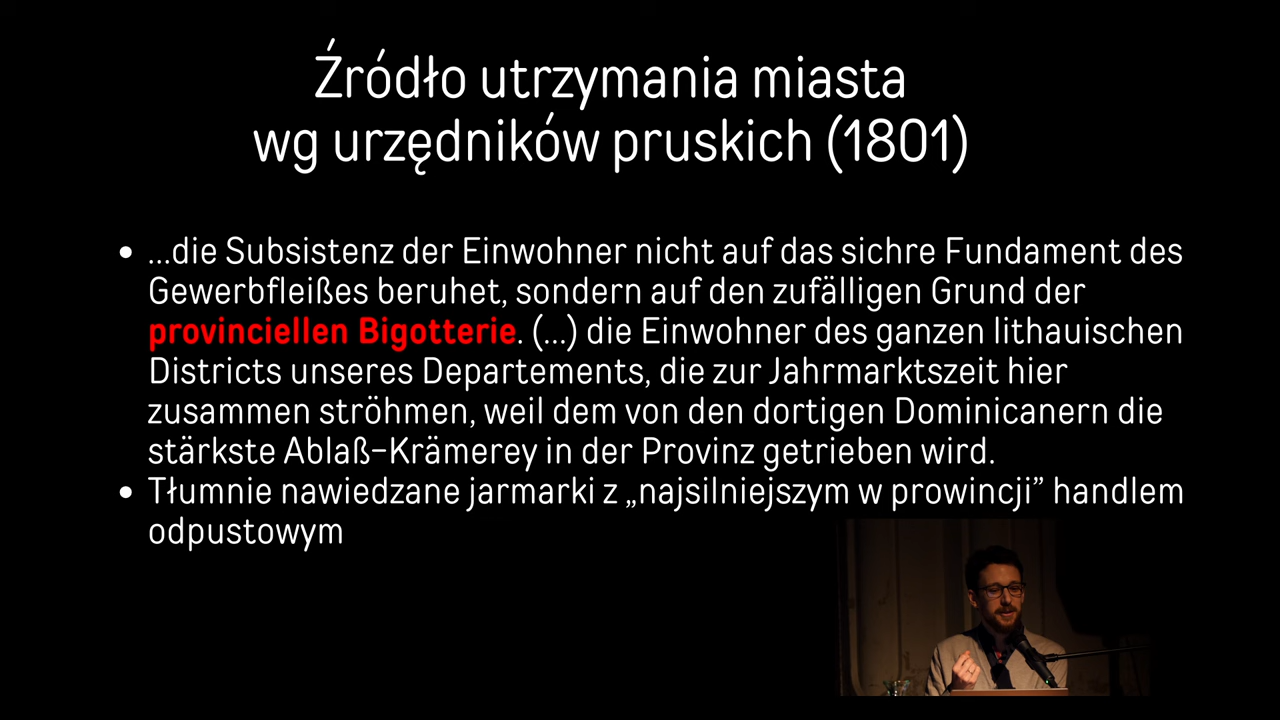 Źródło utrzymania miasta
wg urzędników pruskich (1801)
• ...die Subsistenz der Einwohner nicht auf das sichre Fundament des
Gewerbfleißes beruhet, sondern auf den zufälligen Grund der
provinciellen Bigotterie. (...) die Einwohner des ganzen lithauischen
Districts unseres Departements, die zur Jahrmarktszeit hier
zusammen ströhmen, weil dem von den dortigen Dominicanern die
stärkste Ablaß-Krämerey in der Provinz getrieben wird.
• Tłumnie nawiedzane jarmarki z „najsilniejszym w prowincji” handlem
odpustowym